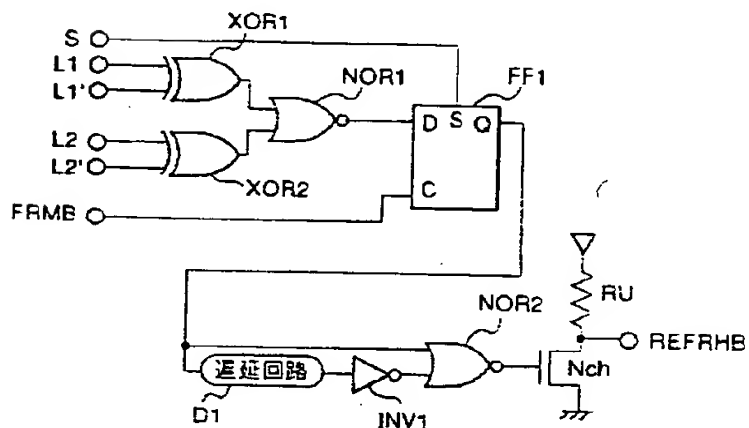 XOR1
S
L1
L1'
NOR1
FF1
D S Q
L2
L2'
XOR2
C
FRMB
RU
NOR2
REFRHB
遅延回路
Nch
D1
INV1